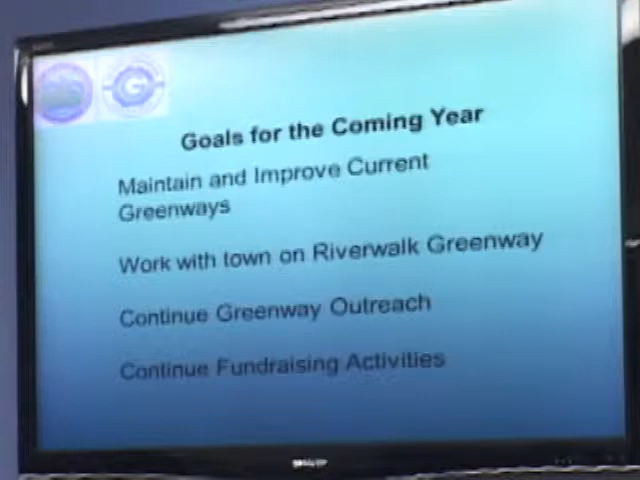 Goals for the Coming Year
Maintain and Improve Current
Greenways
Work with town on Riverwalk Greenway
Continue Greenway Outreach
Continue Fundraising Activities
SHARP